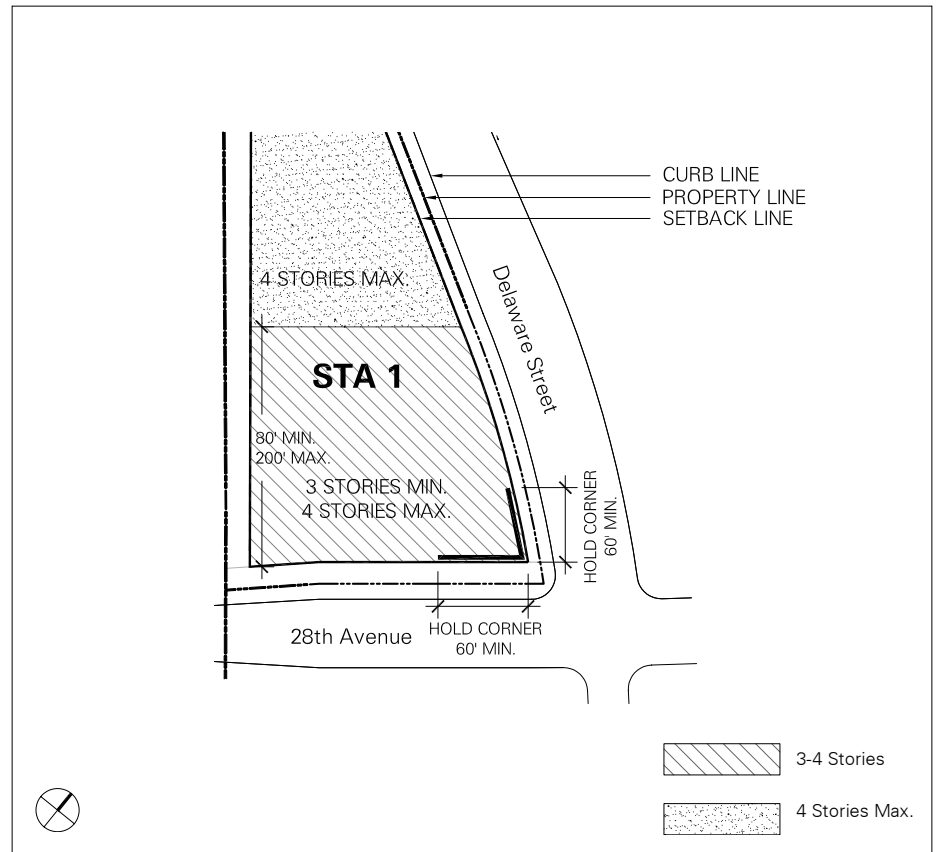 CURB LINE
PROPERTY LINE
SETBACK LINE
Delaware Street
4 STORIES MAX.
STA 1
80' MIN.
200' MAX.
3 STORIES MIN.
4 STORIES MAX.
HOLD CORNER
60' MIN.
28th Avenue
HOLD CORNER
60' MIN.
3-4 Stories
4 Stories Max.